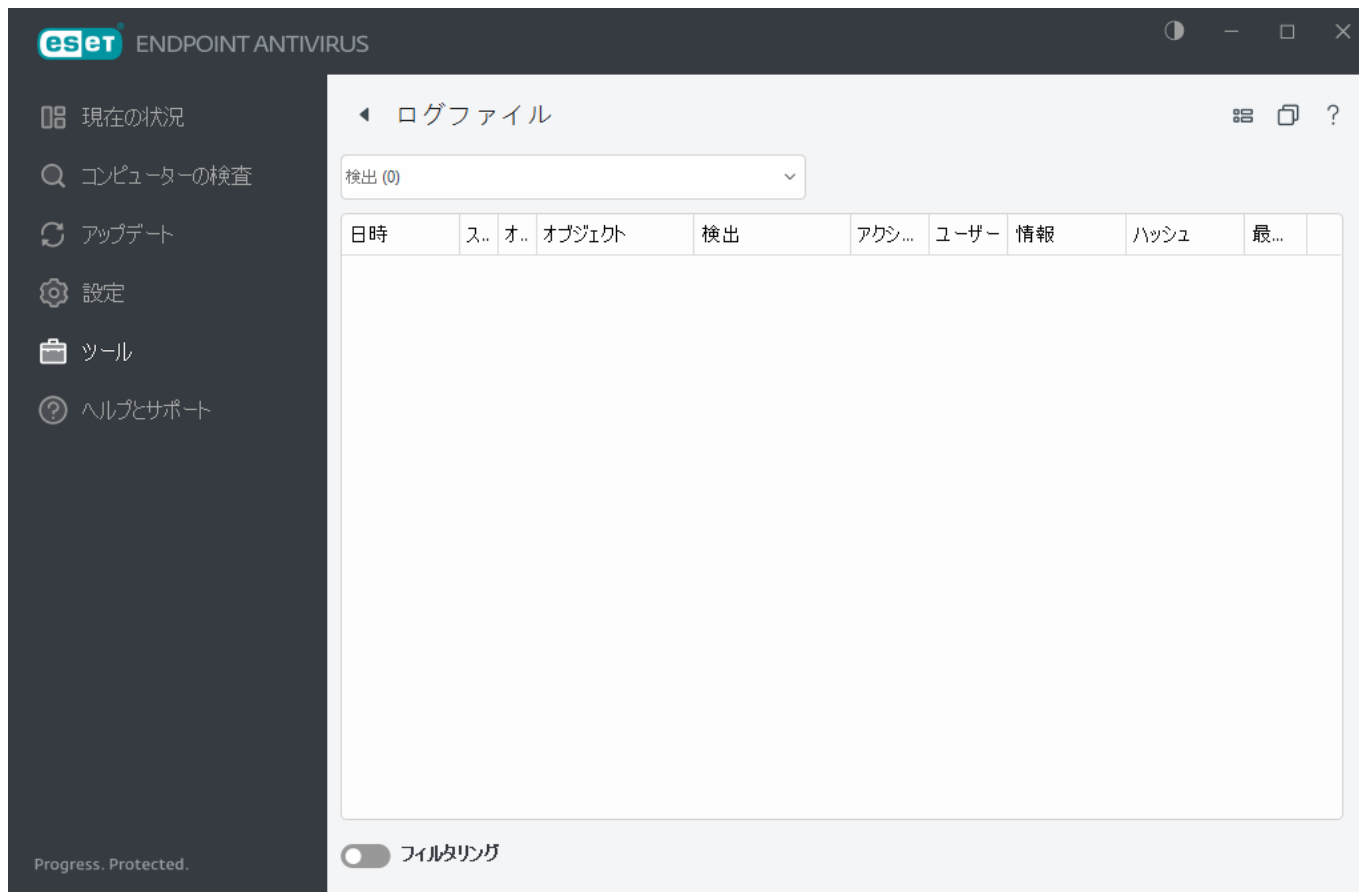 eset ENDPOINT ANTIVIRUS
現在の状況
コンピューターの検査
アップデート
設定
ツール
ヘルプとサポート
Progress. Protected.
ログファイル
?
検出 (0)
日時 ス.. オ.. オブジェクト 検出 アクシ... ユーザー 情報 ハッシュ 最...
フィルタリング